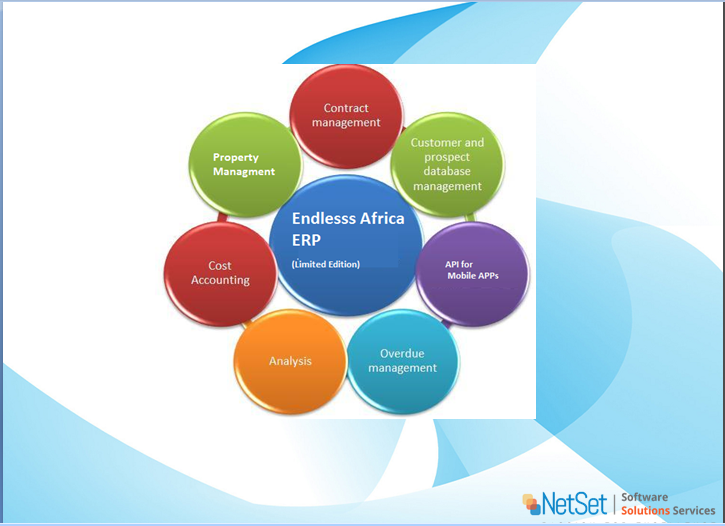 Contract
management
Customer and
prospect
database
management
Property
Managment
Endlesss Africa
ERP
(Limited Edition)
API for
Mobile APPs
Cost
Accounting
Analysis
Overdue
management
NetSet | Software
Solutions Services